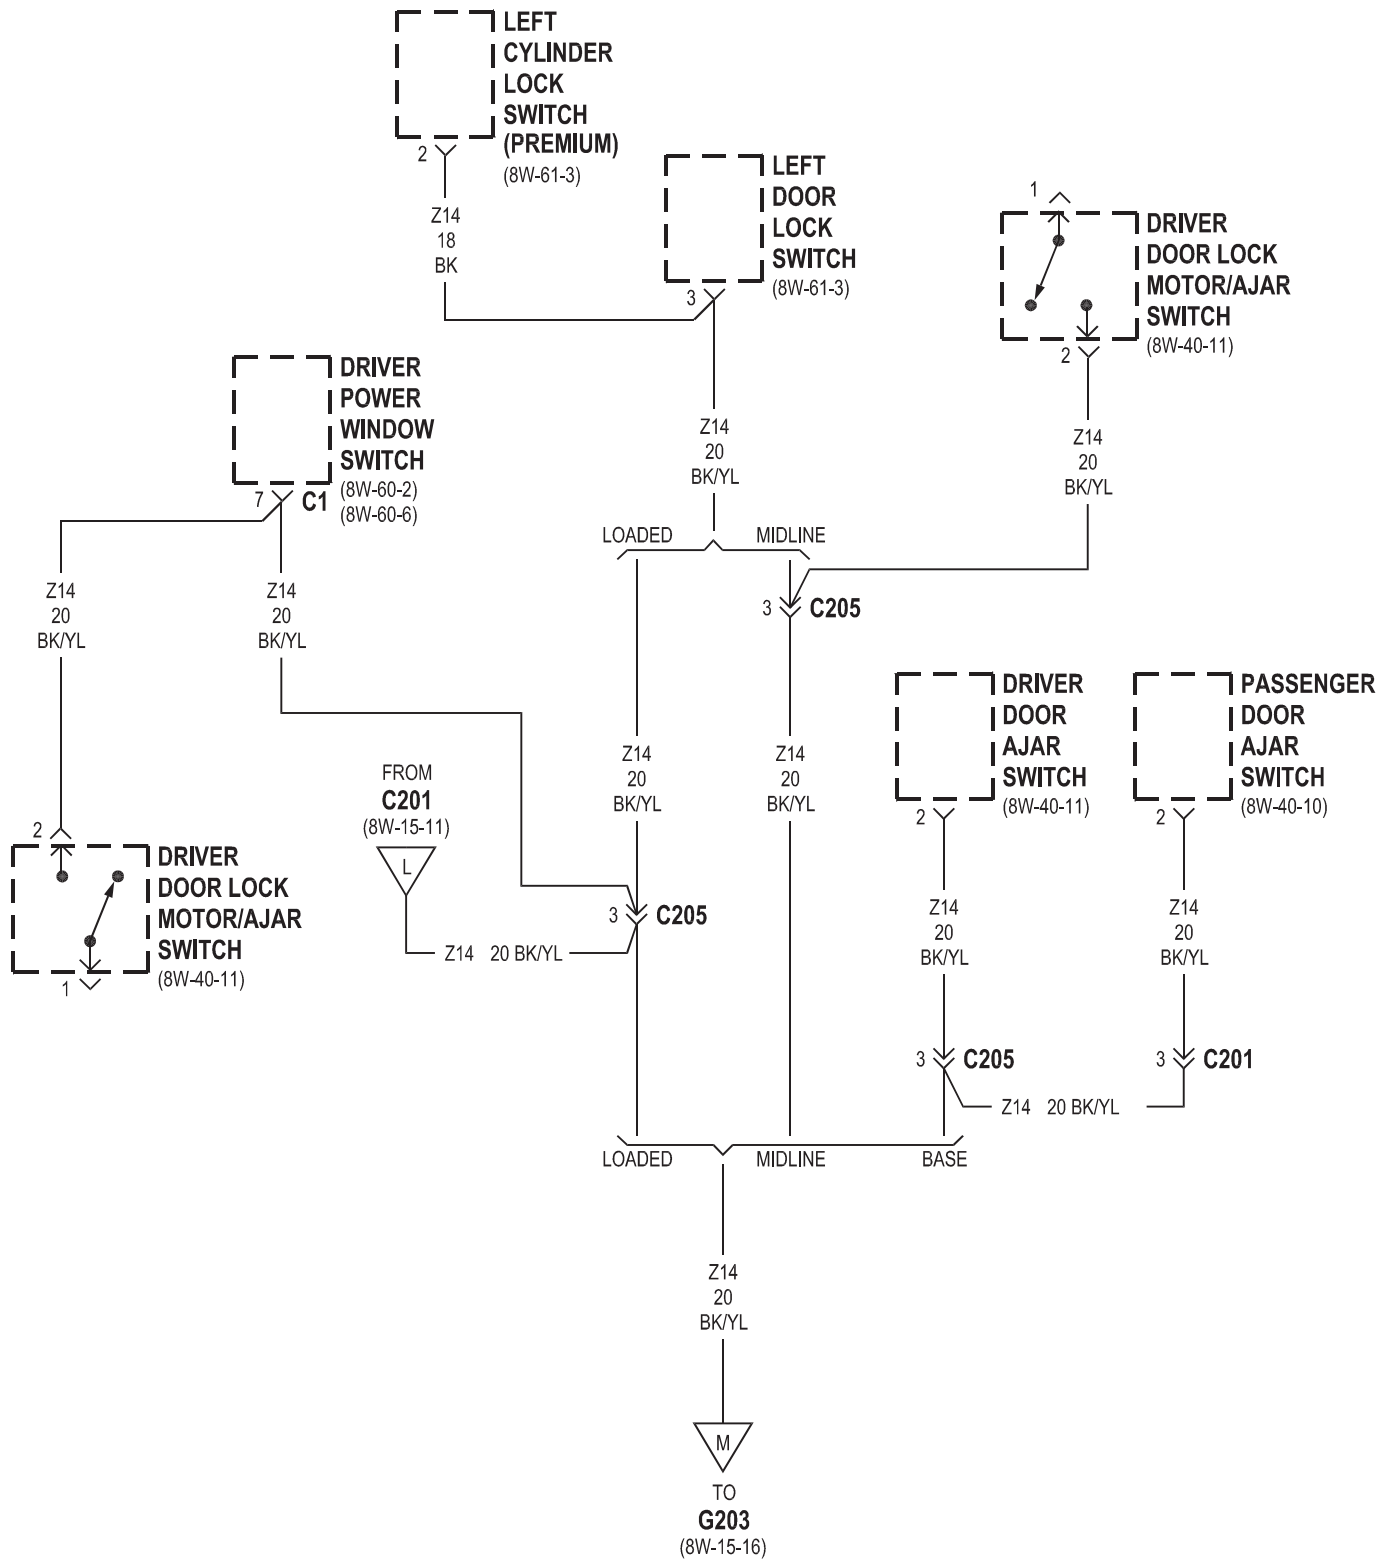 LEFT
CYLINDER
LOCK
SWITCH
(PREMIUM)
(8W-61-3)
2
Z14
18
BK
LEFT
DOOR
LOCK
SWITCH
(8W-61-3)
3
1
DRIVER
DOOR LOCK
MOTOR/AJAR
SWITCH
(8W-40-11)
2
DRIVER
POWER
WINDOW
SWITCH
(8W-60-2)
(8W-60-6)
7
C1
Z14
20
BK/YL
Z14
20
BK/YL
LOADED
MIDLINE
Z14
20
BK/YL
Z14
20
BK/YL
3
C205
Z14
20
BK/YL
Z14
20
BK/YL
DRIVER
DOOR
AJAR
SWITCH
(8W-40-11)
2
PASSENGER
DOOR
AJAR
SWITCH
(8W-40-10)
2
FROM
C201
(8W-15-11)
L
2
DRIVER
DOOR LOCK
MOTOR/AJAR
SWITCH
(8W-40-11)
1
3
C205
Z14 20 BK/YL
Z14
20
BK/YL
Z14
20
BK/YL
3
C205
3
C201
Z14 20 BK/YL
LOADED
MIDLINE
BASE
Z14
20
BK/YL
M
TO
G203
(8W-15-16)